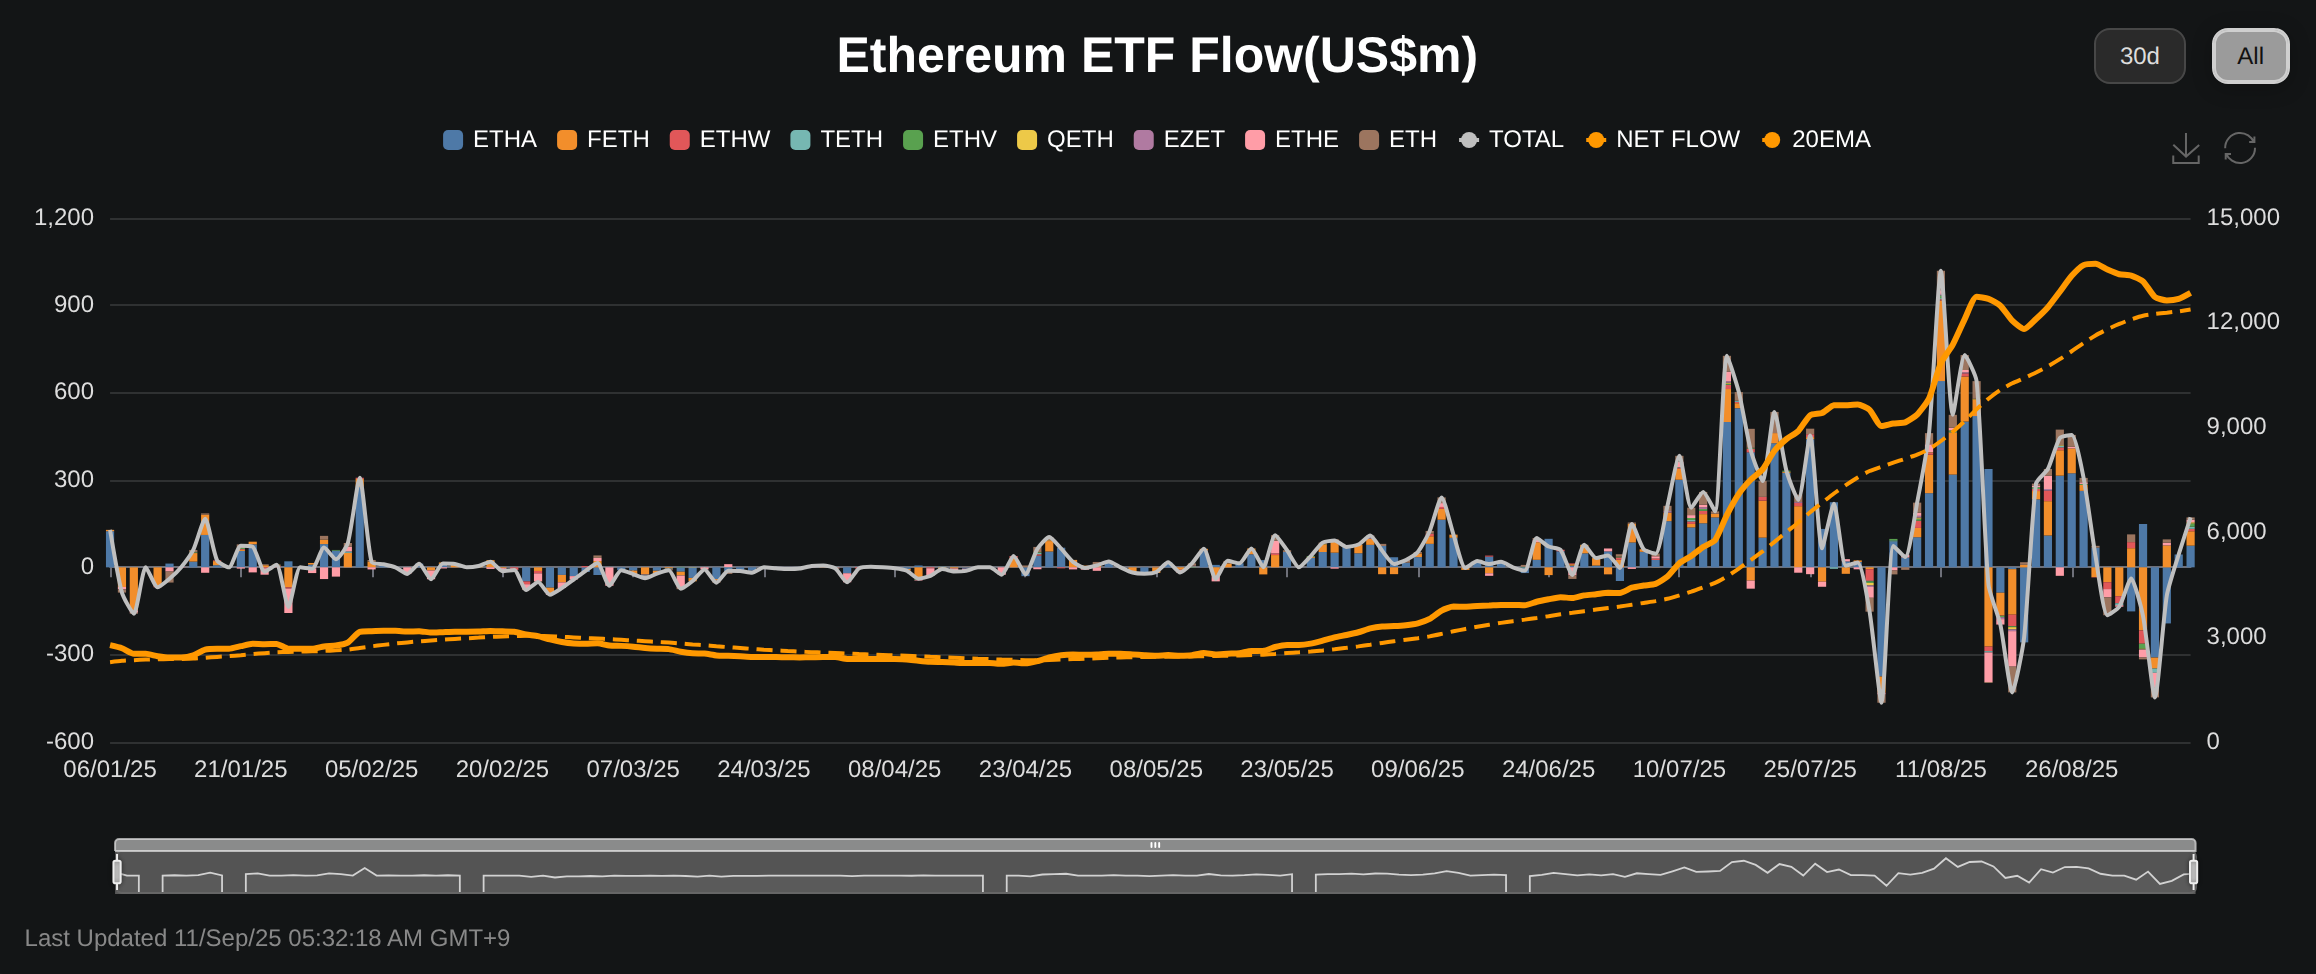 Ethereum ETF Flow(US$m)
30d
All
ETHA FETH ETHW TETH ETHV QETH EZET ETHE ETH TOTAL NET FLOW 20EMA
1,200 15,000
900 12,000
600 9,000
300 6,000
0
-300 3,000
-600 0
06/01/25 21/01/25 05/02/25 20/02/25 07/03/25 24/03/25 08/04/25 23/04/25 08/05/25 23/05/25 09/06/25 24/06/25 10/07/25 25/07/25 11/08/25 26/08/25
Last Updated 11/Sep/25 05:32:18 AM GMT+9